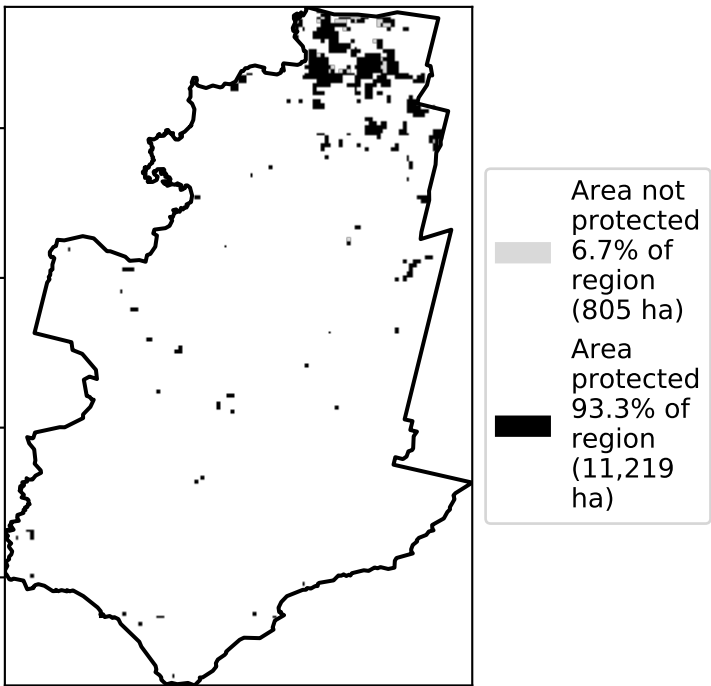 Area not
protected
6.7% of
region
(805 ha)
Area
protected
93.3% of
region
(11,219
ha)